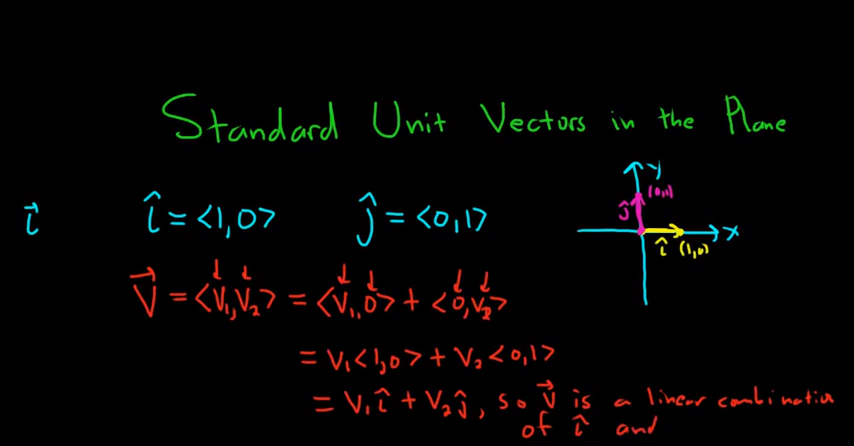 Standard Unit Vectors in the Plane
y
(0,1)
ĵ
x
î (1,0)
i⃗ î = <1,0> ĵ = <0,1>
V⃗ = <V₁,V₂> = <V₁,0> + <0,V₂>
= V₁<1,0> + V₂<0,1>
= V₁î + V₂ĵ, so V⃗ is a linear combination
of î and